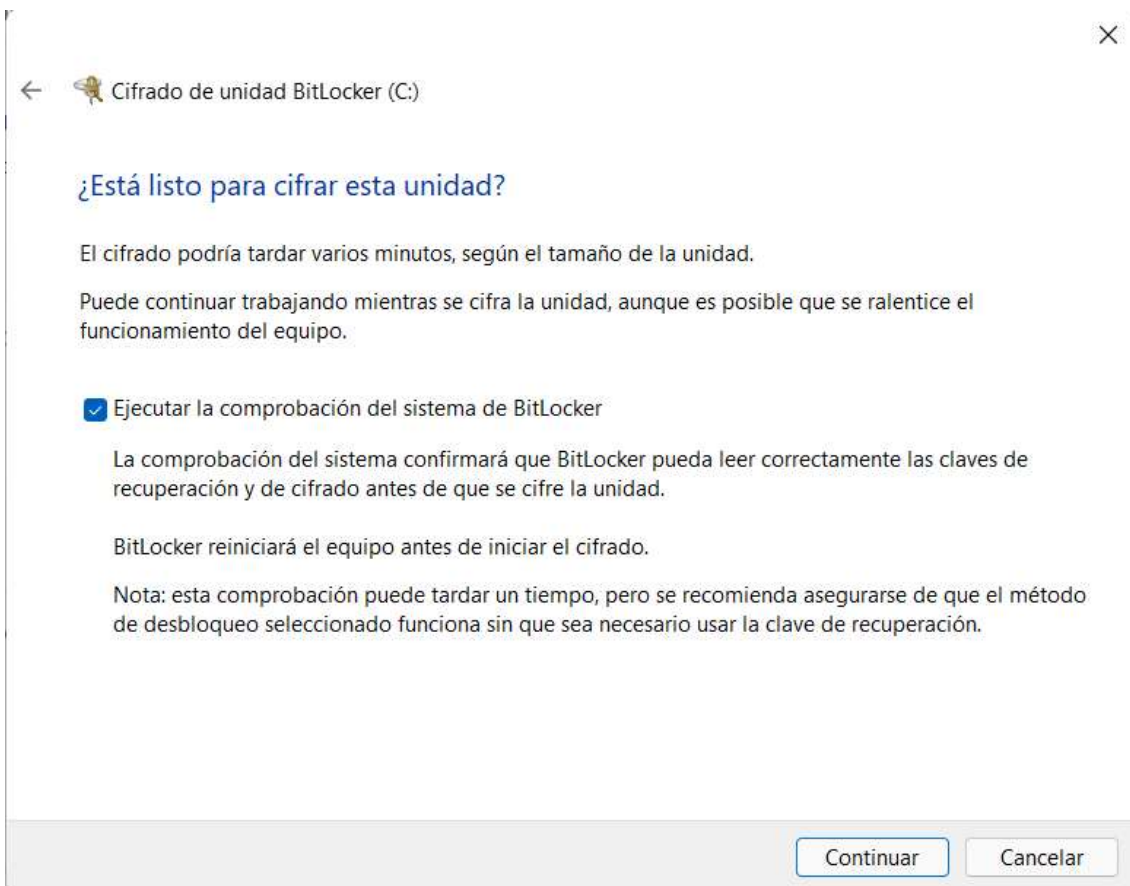 Cifrado de unidad BitLocker (C:)
¿Está listo para cifrar esta unidad?
El cifrado podría tardar varios minutos, según el tamaño de la unidad.
Puede continuar trabajando mientras se cifra la unidad, aunque es posible que se ralentice el
funcionamiento del equipo.
Ejecutar la comprobación del sistema de BitLocker
La comprobación del sistema confirmará que BitLocker pueda leer correctamente las claves de
recuperación y de cifrado antes de que se cifre la unidad.
BitLocker reiniciará el equipo antes de iniciar el cifrado.
Nota: esta comprobación puede tardar un tiempo, pero se recomienda asegurarse de que el método
de desbloqueo seleccionado funciona sin que sea necesario usar la clave de recuperación.
Continuar Cancelar